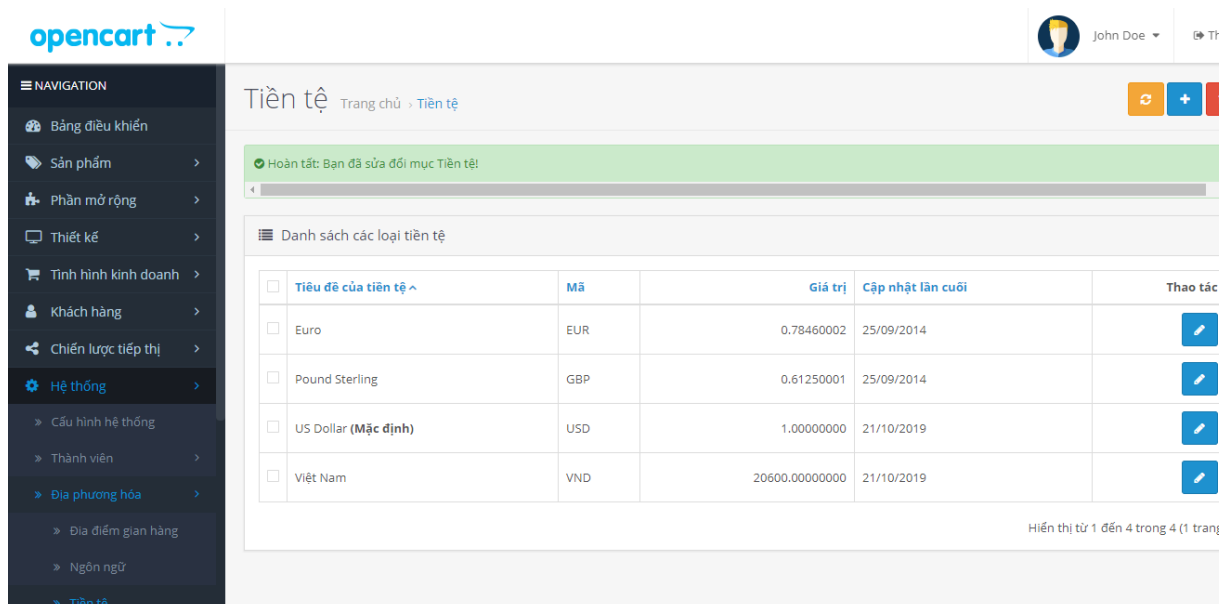 opencart
John Doe
NAVIGATION
Tiền tệ Trang chủ › Tiền tệ
Bảng điều khiển
Hoàn tất: Bạn đã sửa đổi mục Tiền tệ!
Sản phẩm
Phần mở rộng
Thiết kế
Danh sách các loại tiền tệ
Tình hình kinh doanh
Tiêu đề của tiền tệ Mã Giá trị Cập nhật lần cuối Thao tác
Khách hàng
Euro EUR 0.78460002 25/09/2014
Chiến lược tiếp thị
Pound Sterling GBP 0.61250001 25/09/2014
Hệ thống
Cấu hình hệ thống
US Dollar (Mặc định) USD 1.00000000 21/10/2019
Thành viên
Việt Nam VND 20600.00000000 21/10/2019
Địa phương hóa
Đia điểm gian hàng
Hiển thị từ 1 đến 4 trong 4 (1 trang
Ngôn ngữ
Tiền tệ